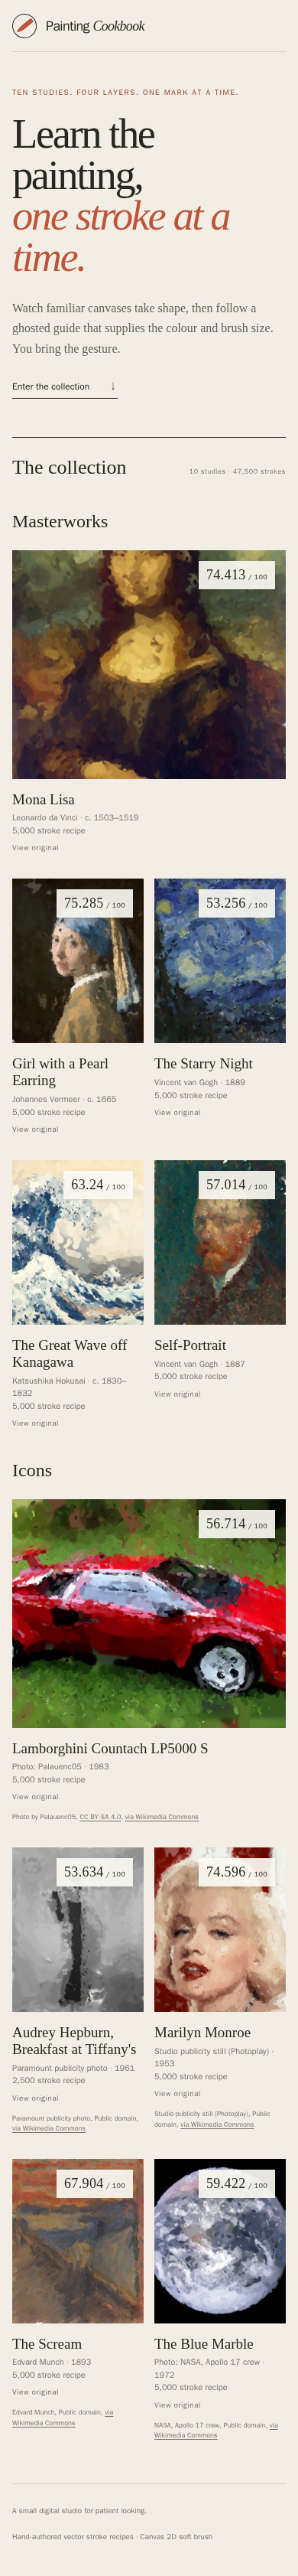 Painting Cookbook
TEN STUDIES. FOUR LAYERS. ONE MARK AT A TIME.
Learn the
painting,
one stroke at a
time.
Watch familiar canvases take shape, then follow a
ghosted guide that supplies the colour and brush size.
You bring the gesture.
Enter the collection ↓
The collection
10 studies · 47,500 strokes
Masterworks
74.413 / 100
Mona Lisa
Leonardo da Vinci · c. 1503–1519
5,000 stroke recipe
View original
75.285 / 100
Girl with a Pearl
Earring
Johannes Vermeer · c. 1665
5,000 stroke recipe
View original
53.256 / 100
The Starry Night
Vincent van Gogh · 1889
5,000 stroke recipe
View original
63.24 / 100
The Great Wave off
Kanagawa
Katsushika Hokusai · c. 1830–
1832
5,000 stroke recipe
View original
57.014 / 100
Self-Portrait
Vincent van Gogh · 1887
5,000 stroke recipe
View original
Icons
56.714 / 100
Lamborghini Countach LP5000 S
Photo: Palauenc05 · 1983
5,000 stroke recipe
View original
Photo by Palauenc05, CC BY-SA 4.0, via Wikimedia Commons
53.634 / 100
Audrey Hepburn,
Breakfast at Tiffany's
Paramount publicity photo · 1961
2,500 stroke recipe
View original
Paramount publicity photo, Public domain,
via Wikimedia Commons
74.596 / 100
Marilyn Monroe
Studio publicity still (Photoplay) ·
1953
5,000 stroke recipe
View original
Studio publicity still (Photoplay), Public
domain, via Wikimedia Commons
67.904 / 100
The Scream
Edvard Munch · 1893
5,000 stroke recipe
View original
Edvard Munch, Public domain, via
Wikimedia Commons
59.422 / 100
The Blue Marble
Photo: NASA, Apollo 17 crew ·
1972
5,000 stroke recipe
View original
NASA, Apollo 17 crew, Public domain, via
Wikimedia Commons
A small digital studio for patient looking.
Hand-authored vector stroke recipes · Canvas 2D soft brush